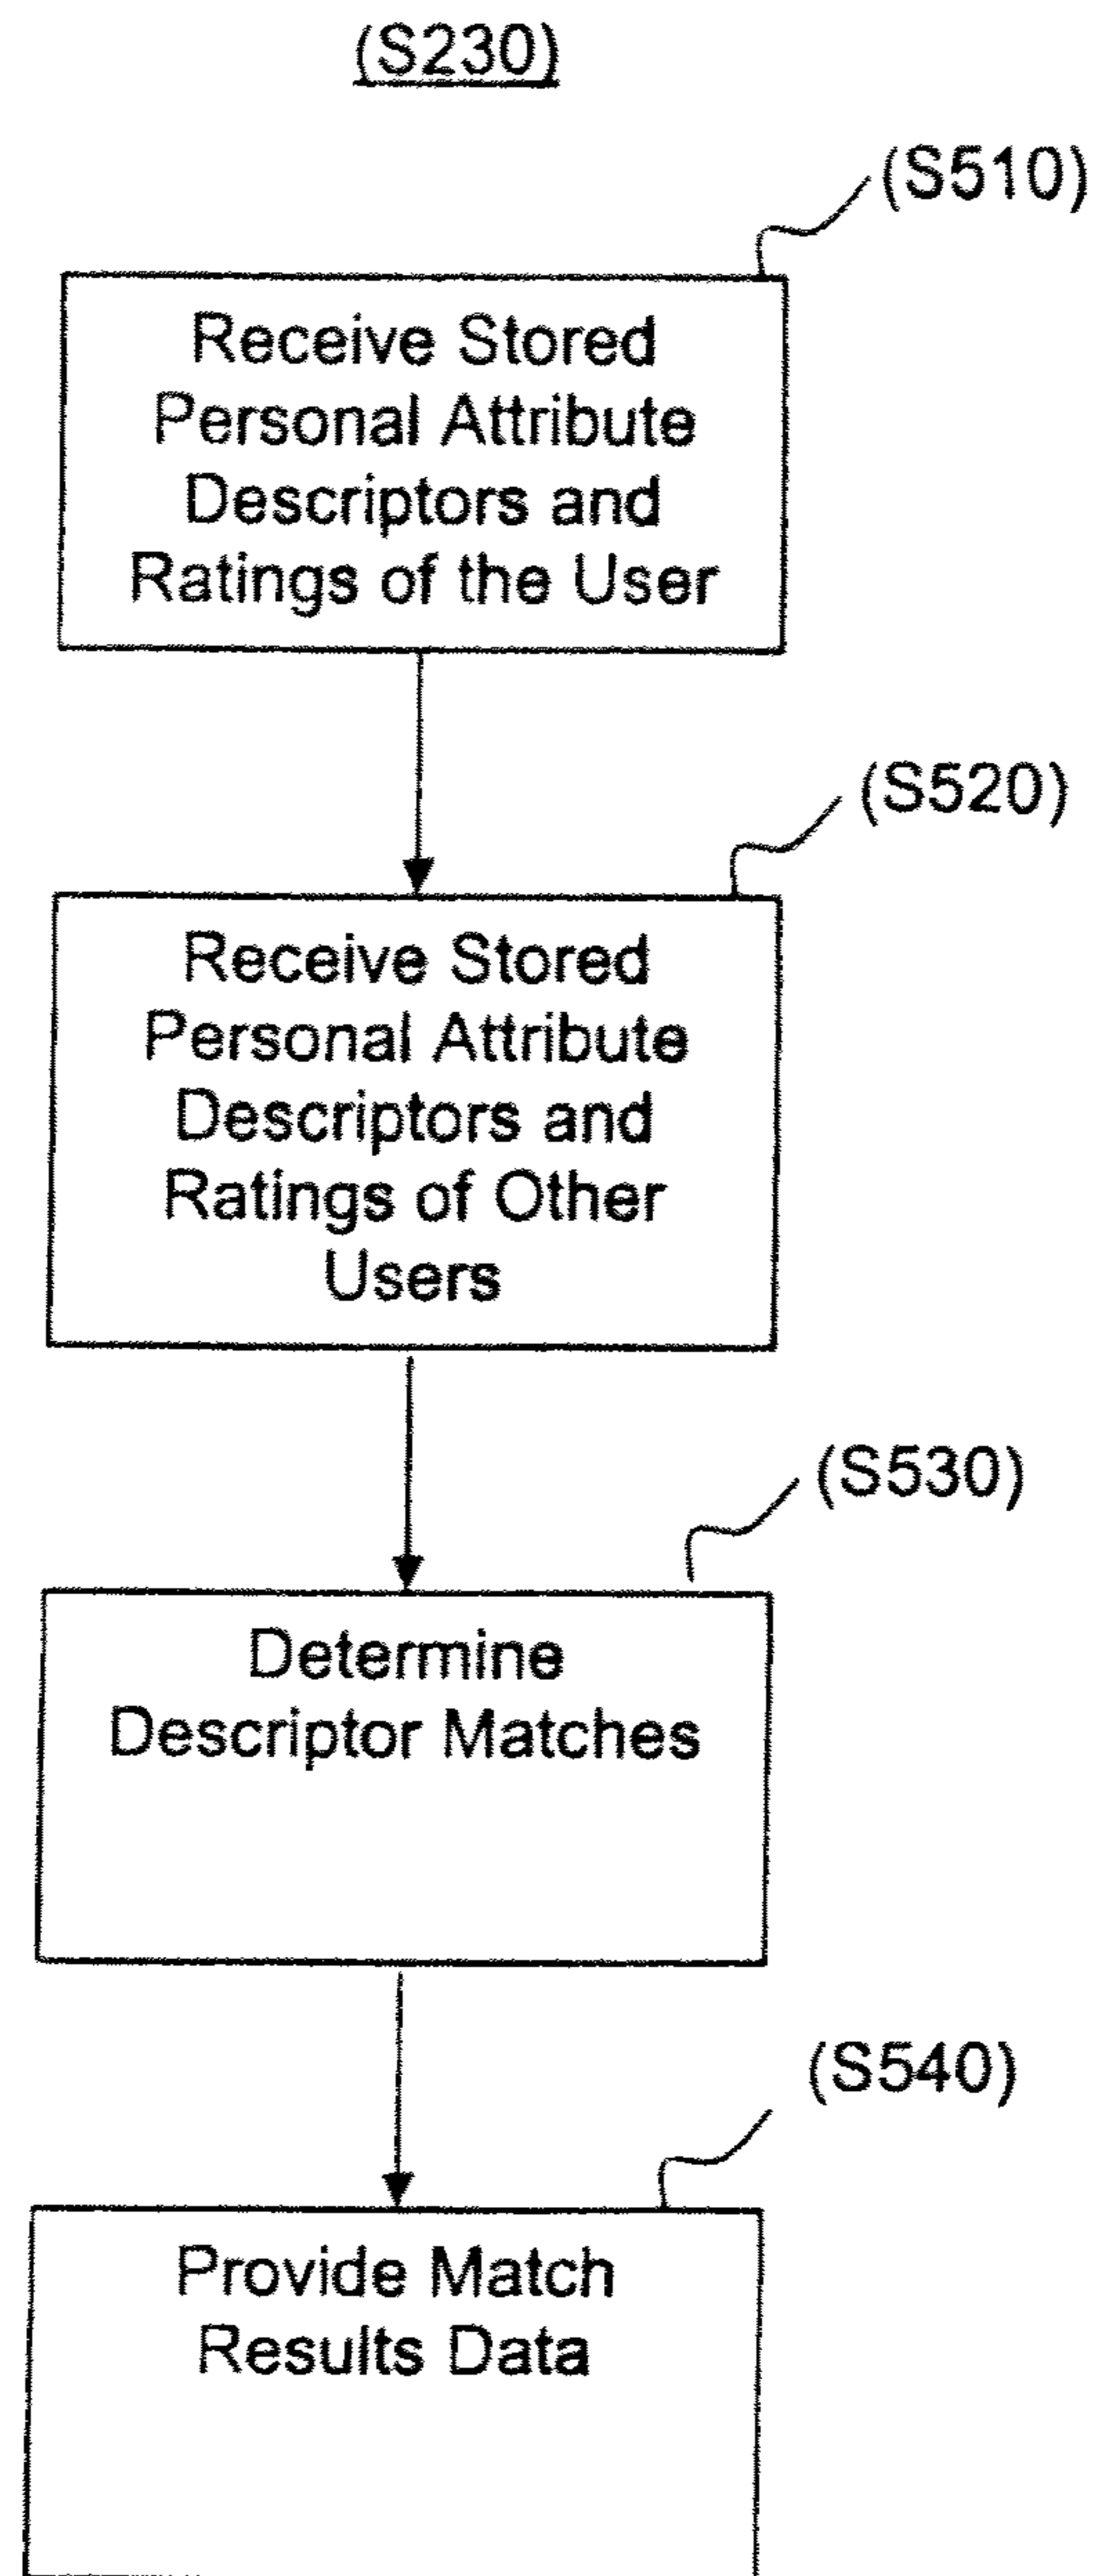 (S230)
(S510)
Receive Stored
Personal Attribute
Descriptors and
Ratings of the User
(S520)
Receive Stored
Personal Attribute
Descriptors and
Ratings of Other
Users
(S530)
Determine
Descriptor Matches
(S540)
Provide Match
Results Data